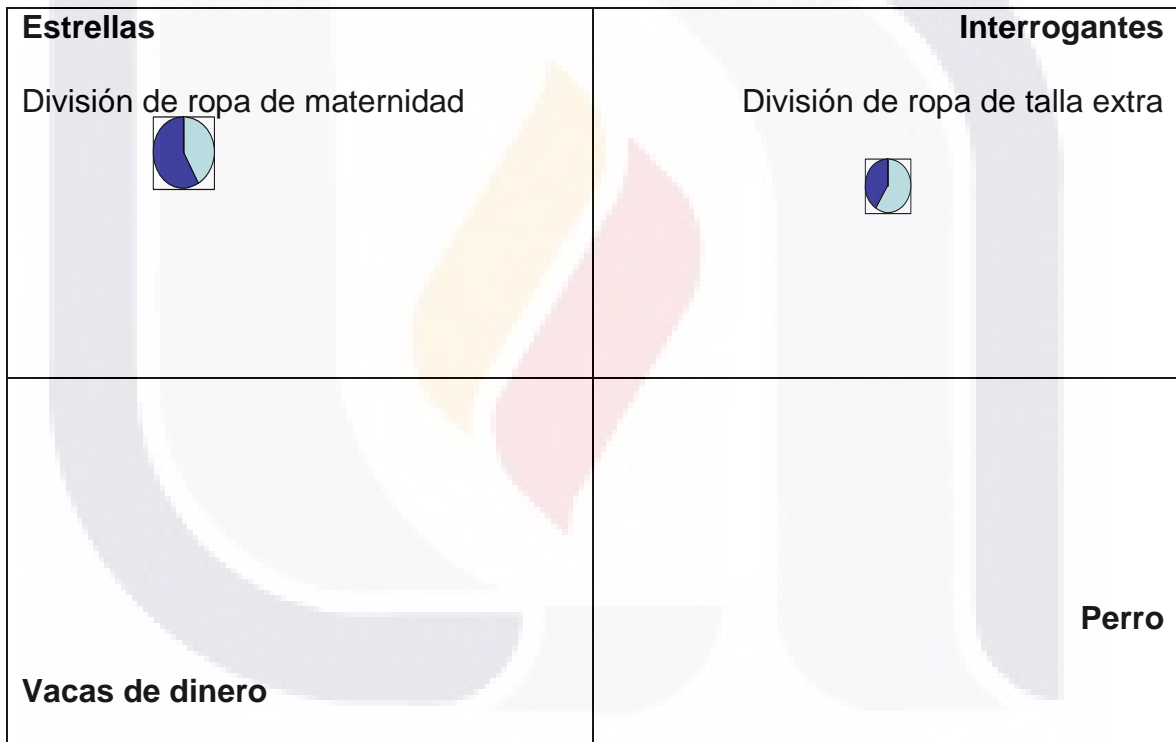 Estrellas
Interrogantes
División de ropa de maternidad
División de ropa de talla extra
Perro
Vacas de dinero